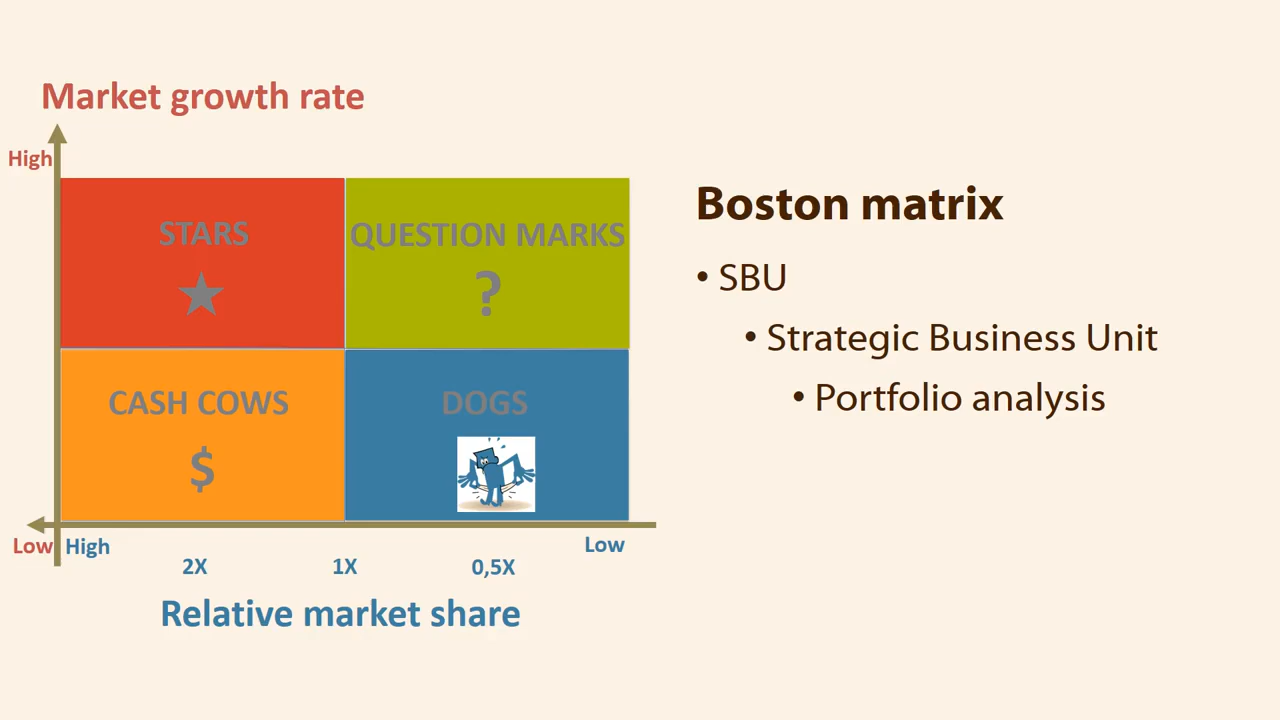 Market growth rate
High
STARS
QUESTION MARKS
?
CASH COWS
$
DOGS
Low
High
Low
2X
1X
0,5X
Relative market share
Boston matrix
• SBU
• Strategic Business Unit
• Portfolio analysis